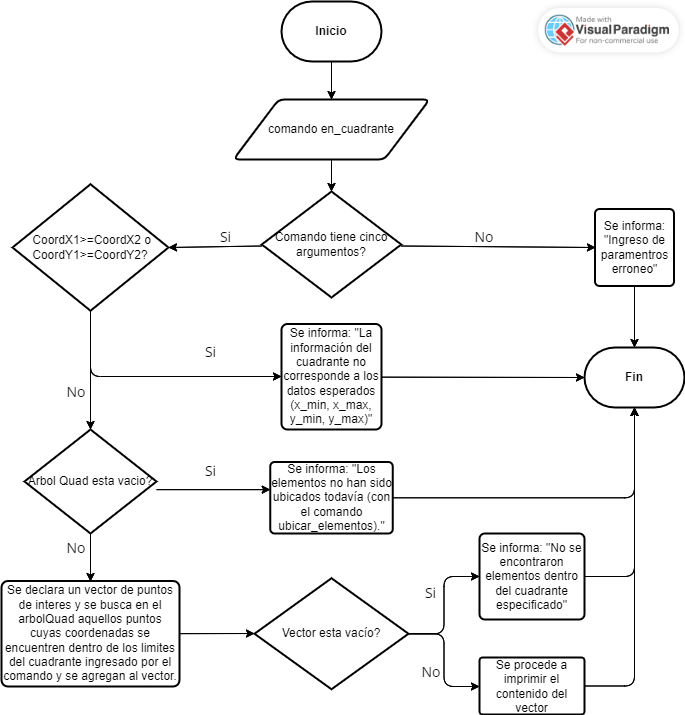 Inicio
Made with
VisualParadigm
For non-commercial use
comando en_cuadrante
Comando tiene cinco
argumentos?
Si
No
CoordX1>=CoordX2 o
CoordY1>=CoordY2?
Se informa:
"Ingreso de
paramentros
erroneo"
Si
No
Se informa: "La
información del
cuadrante no
corresponde a los
datos esperados
(x_min, x_max,
y_min, y_max)"
Fin
Arbol Quad esta vacio?
Si
No
Se informa: "Los
elementos no han sido
ubicados todavía (con
el comando
ubicar_elementos)."
Se declara un vector de puntos
de interes y se busca en el
arbolQuad aquellos puntos
cuyas coordenadas se
encuentren dentro de los limites
del cuadrante ingresado por el
comando y se agregan al vector.
Vector esta vacío?
Si
No
Se informa: "No se
encontraron
elementos dentro
del cuadrante
especificado"
Se procede a
imprimir el
contenido del
vector